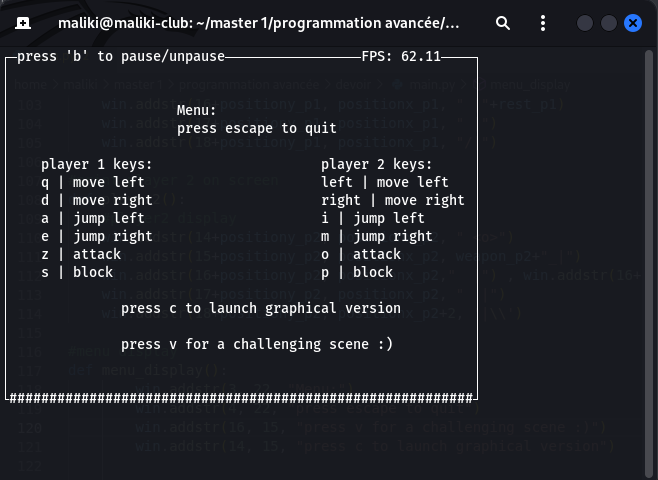 maliki@maliki-club: ~/master 1/programmation avancée/...
press 'b' to pause/unpause FPS: 62.11
Menu:
press escape to quit
player 1 keys: player 2 keys:
q | move left left | move left
d | move right right | move right
a | jump left i | jump left
e | jump right m | jump right
z | attack o | attack
s | block p | block
press c to launch graphical version
press v for a challenging scene :)
##########################################################